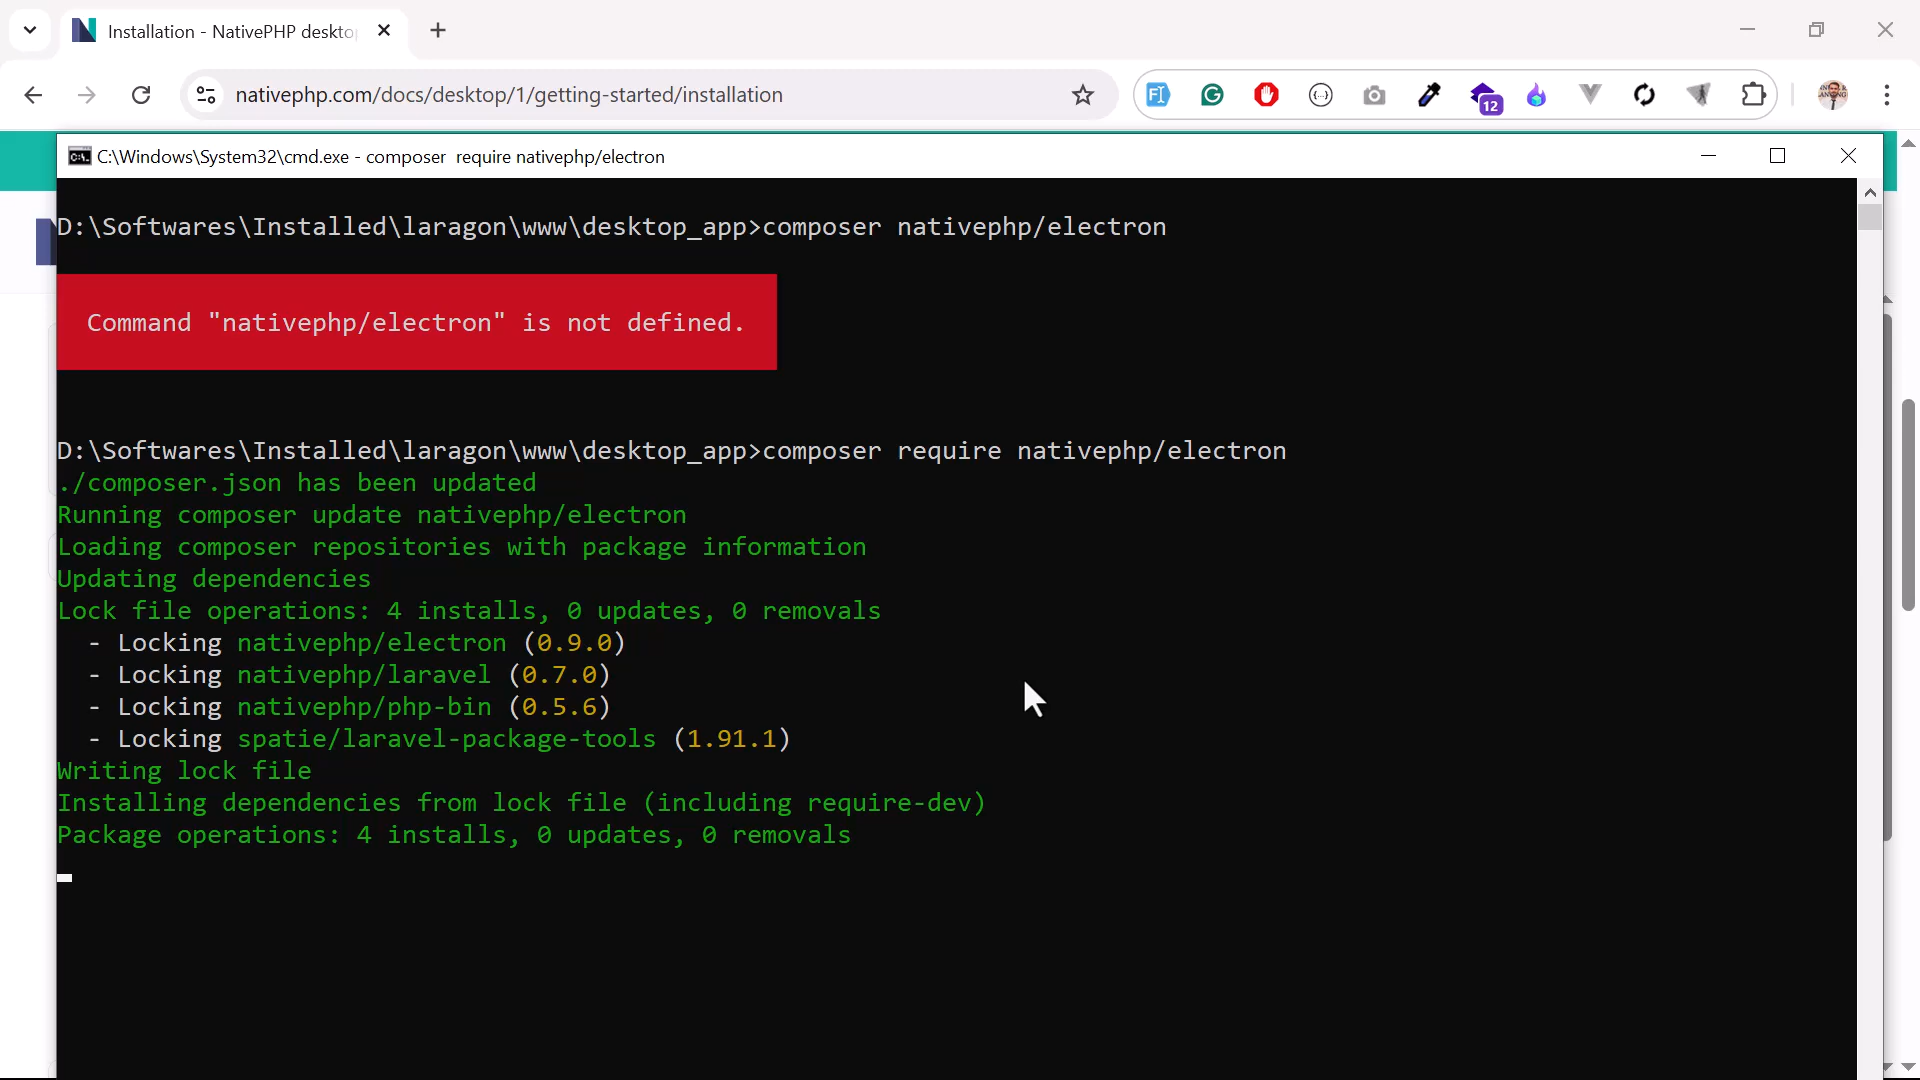 Installation - NativePHP deskto
nativephp.com/docs/desktop/1/getting-started/installation
12
C:\Windows\System32\cmd.exe - composer  require nativephp/electron
D:\Softwares\Installed\laragon\www\desktop_app>composer nativephp/electron
Command "nativephp/electron" is not defined.
D:\Softwares\Installed\laragon\www\desktop_app>composer require nativephp/electron
./composer.json has been updated
Running composer update nativephp/electron
Loading composer repositories with package information
Updating dependencies
Lock file operations: 4 installs, 0 updates, 0 removals
  - Locking nativephp/electron (0.9.0)
  - Locking nativephp/laravel (0.7.0)
  - Locking nativephp/php-bin (0.5.6)
  - Locking spatie/laravel-package-tools (1.91.1)
Writing lock file
Installing dependencies from lock file (including require-dev)
Package operations: 4 installs, 0 updates, 0 removals